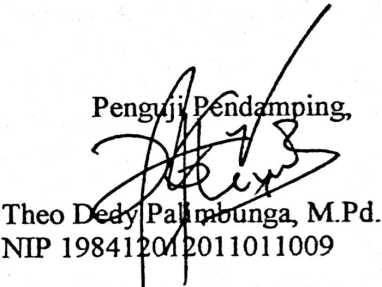 Penguji Pendamping,
Theo Dedy Palimbunga, M.Pd.
NIP 198412012011011009